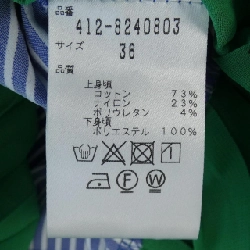 品番
412-8240803
サイズ
36
品質
上身頃
コットン 73%
ナイロン 23%
ポリウレタン 4%
下身頃
ポリエステル 100%
F W